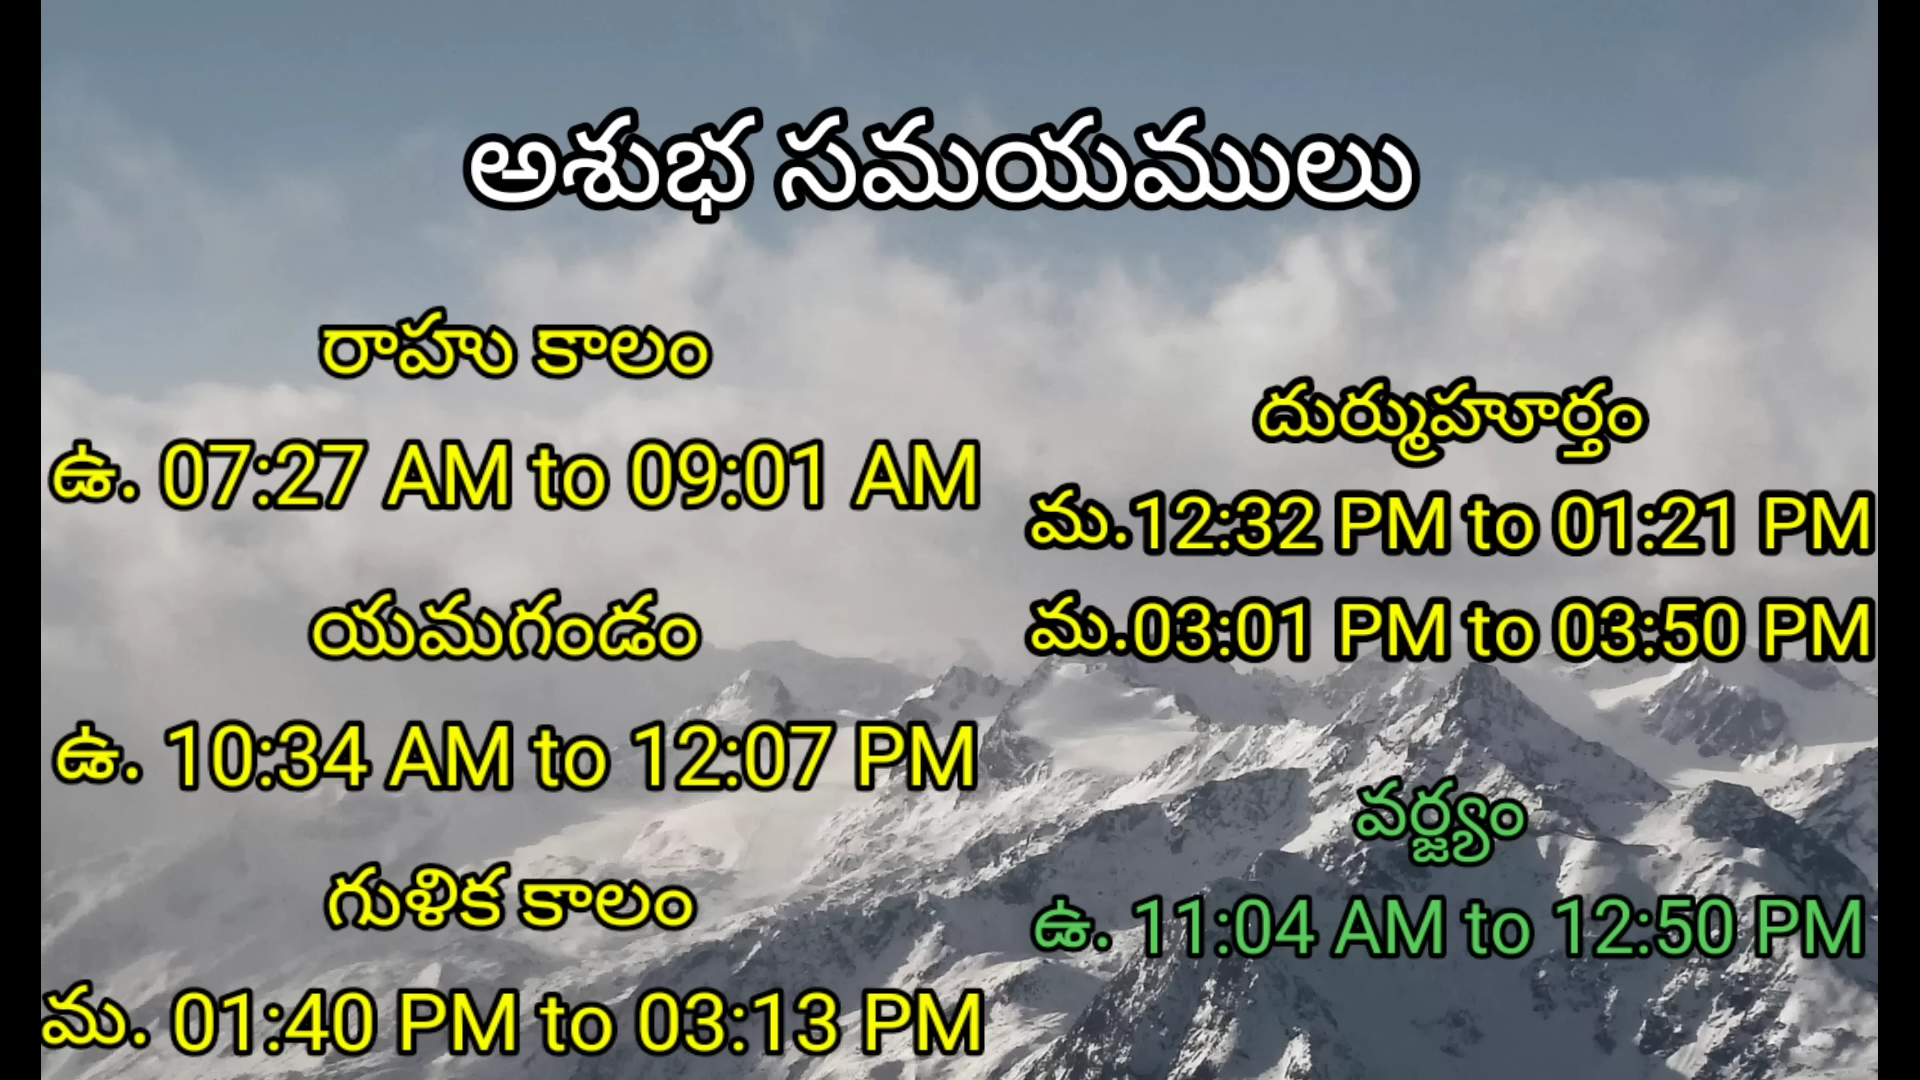 అశుభ సమయములు
రాహు కాలం
ఉ. 07:27 AM to 09:01 AM
యమగండం
ఉ. 10:34 AM to 12:07 PM
గుళిక కాలం
మ. 01:40 PM to 03:13 PM
దుర్ముహూర్తం
మ.12:32 PM to 01:21 PM
మ.03:01 PM to 03:50 PM
వర్జ్యం
ఉ. 11:04 AM to 12:50 PM